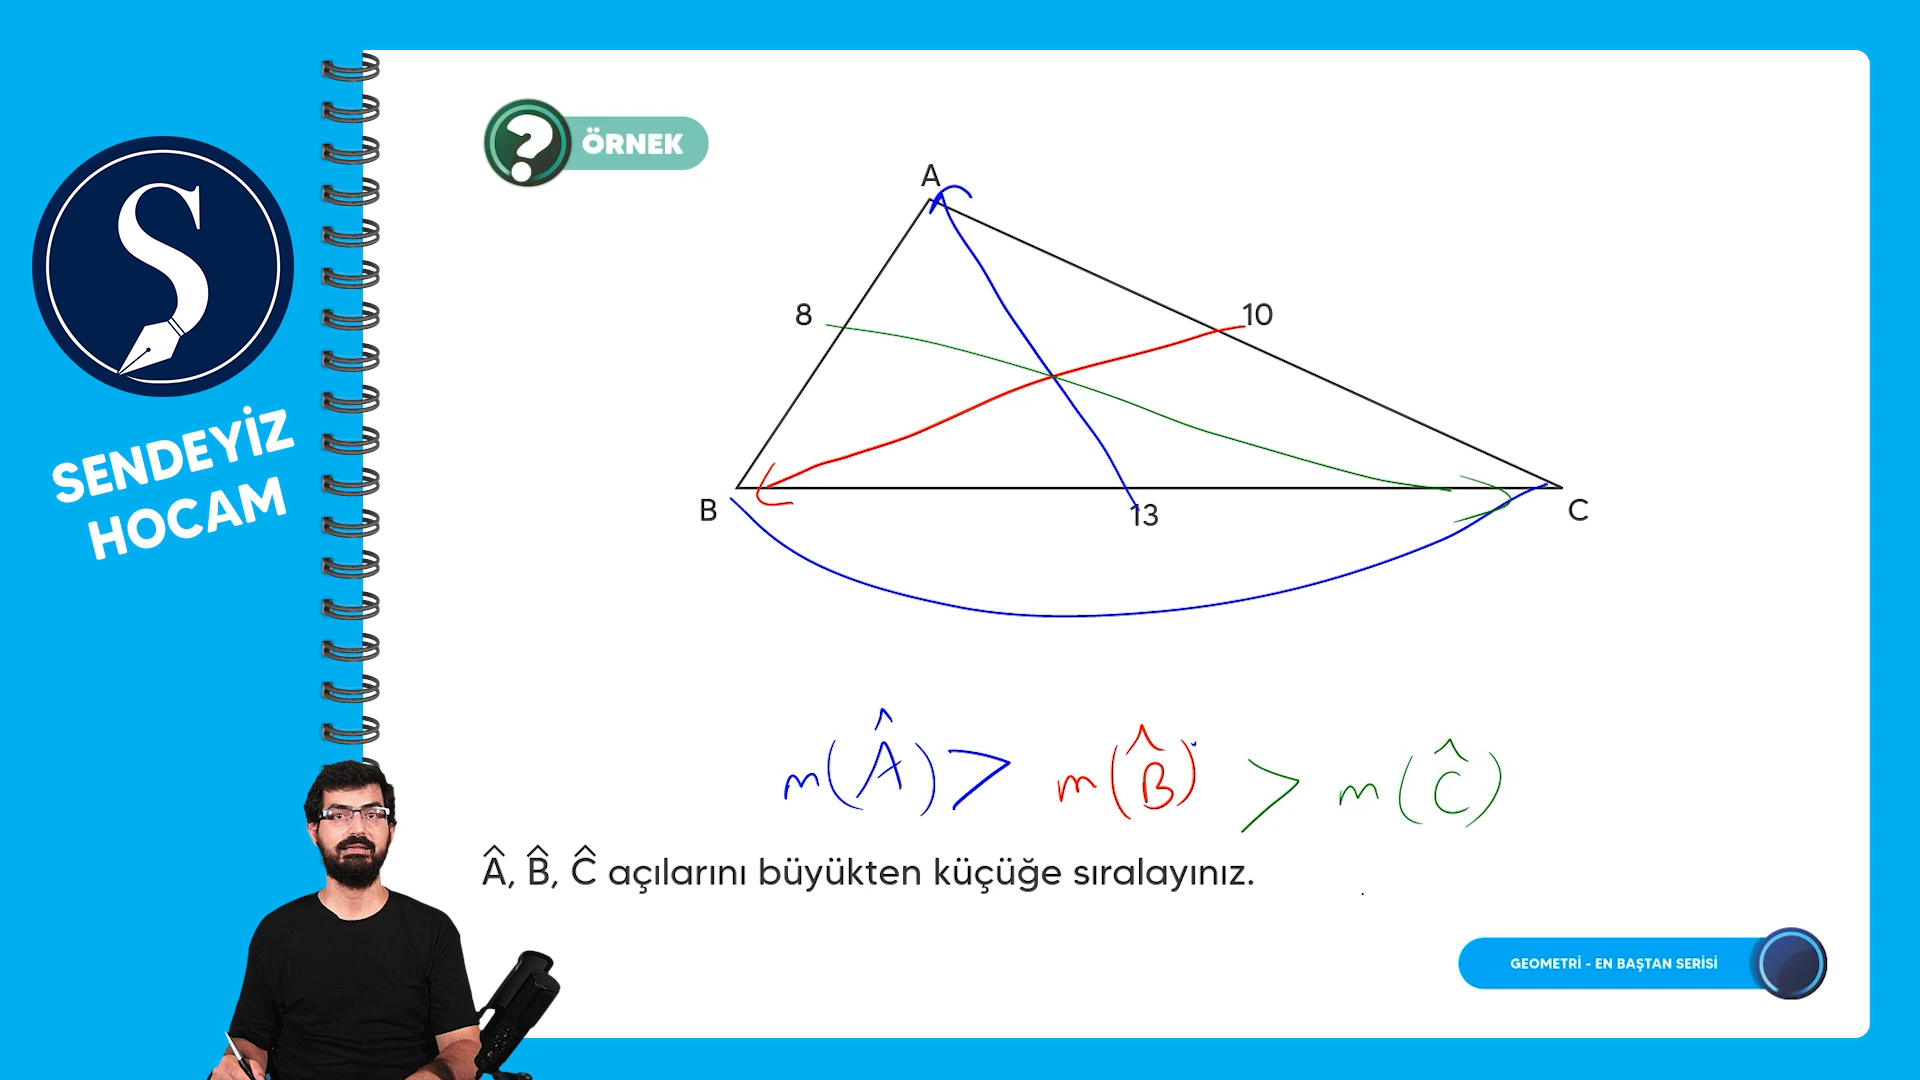 ÖRNEK
A
8
10
B
13
C
SENDEYİZ
HOCAM
m(Â) > m(B̂) > m(Ĉ)
Â, B̂, Ĉ açılarını büyükten küçüğe sıralayınız.
GEOMETRİ - EN BAŞTAN SERİSİ